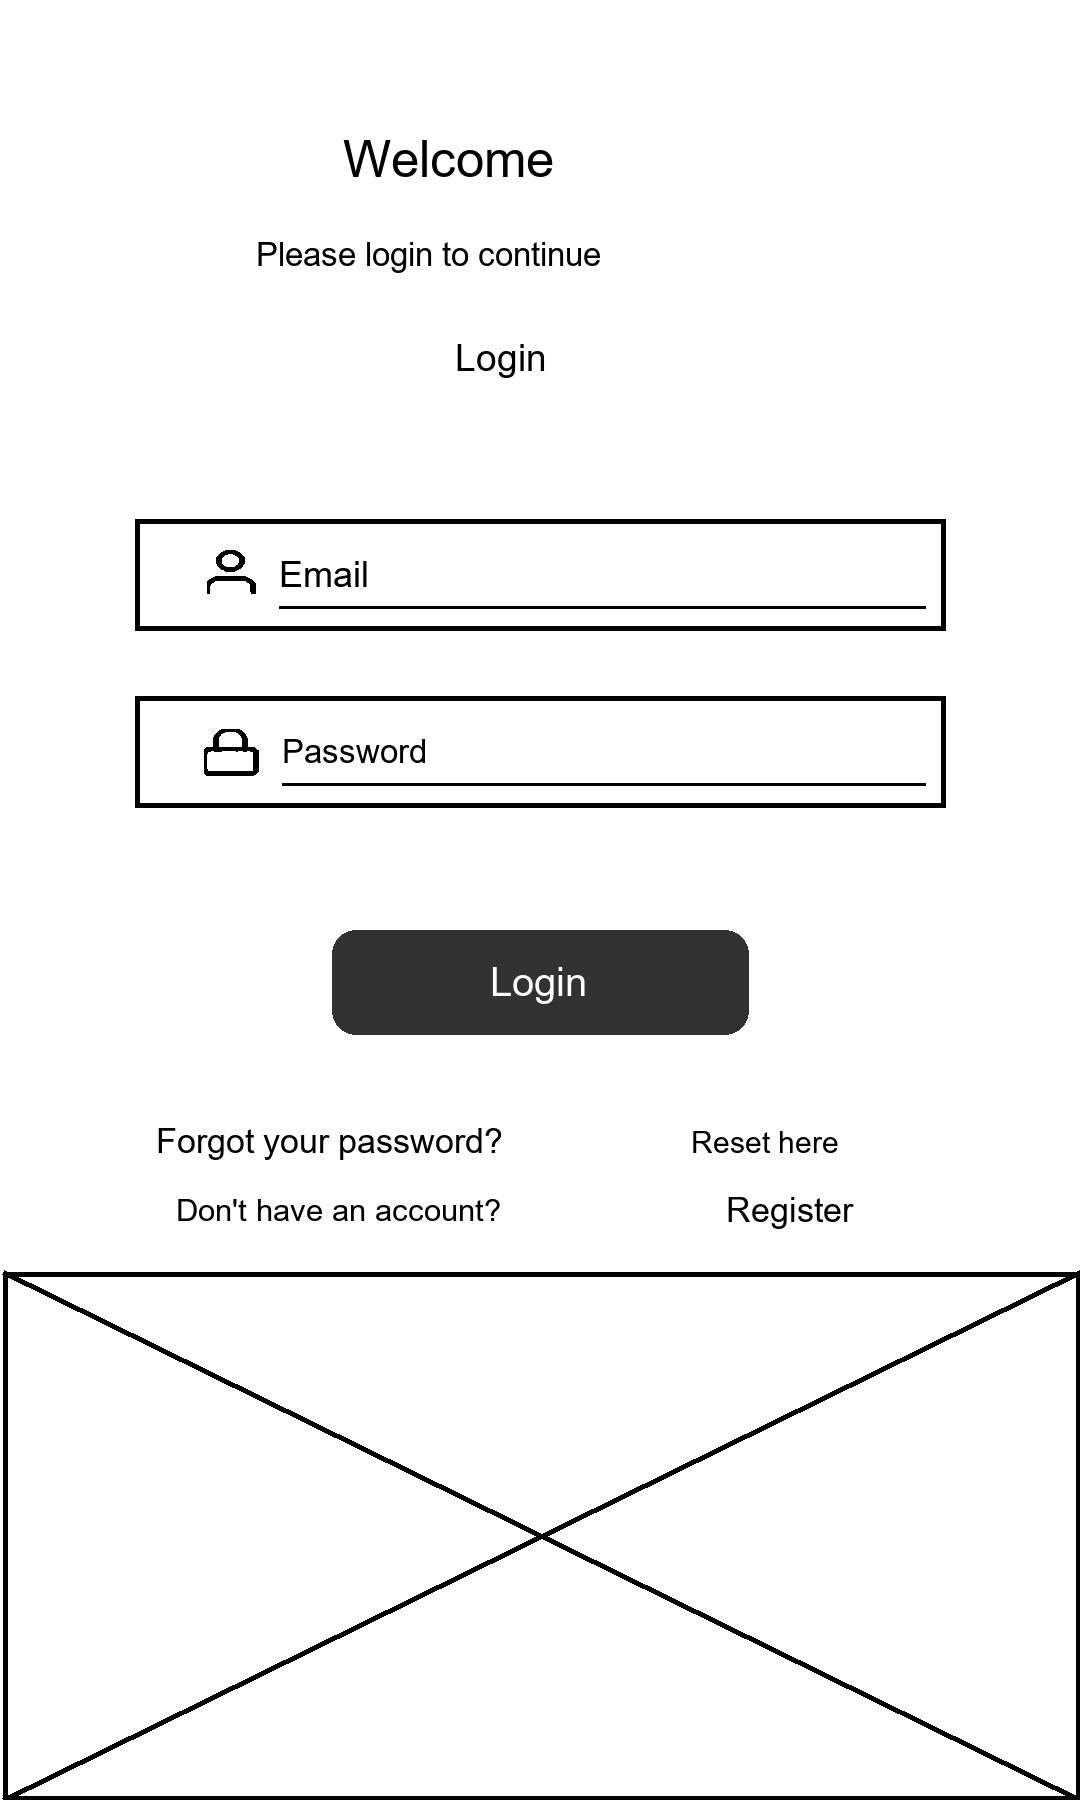 Welcome
Please login to continue
Login
Email
Password
Login
Forgot your password? Reset here
Don't have an account? Register